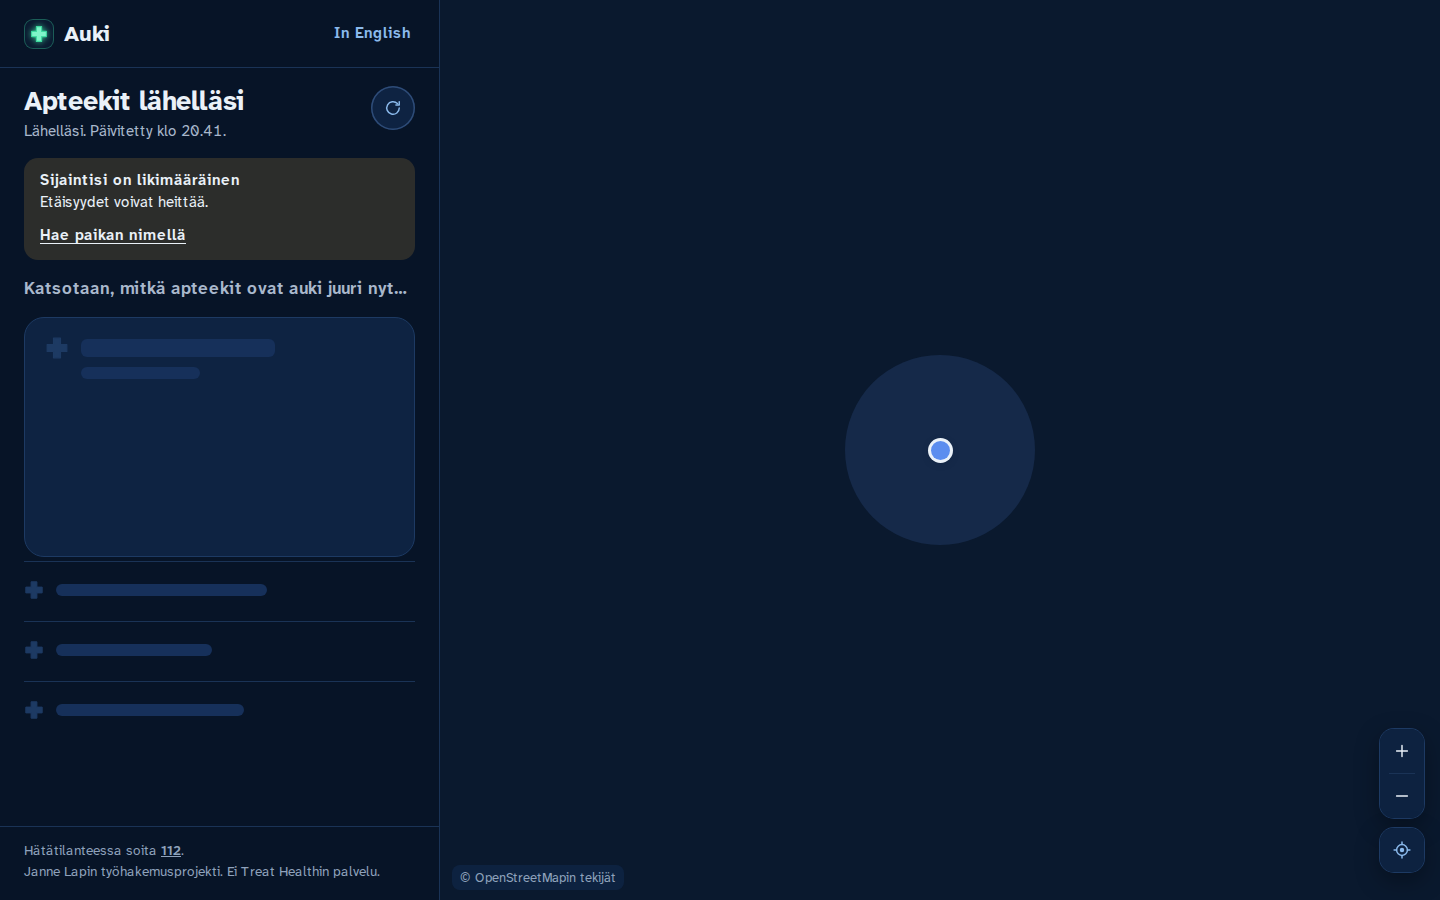 Auki
In English
Apteekit lähelläsi
Lähelläsi. Päivitetty klo 20.41.
Sijaintisi on likimääräinen
Etäisyydet voivat heittää.
Hae paikan nimellä
Katsotaan, mitkä apteekit ovat auki juuri nyt…
Hätätilanteessa soita 112.
Janne Lapin työhakemusprojekti. Ei Treat Healthin palvelu.
© OpenStreetMapin tekijät